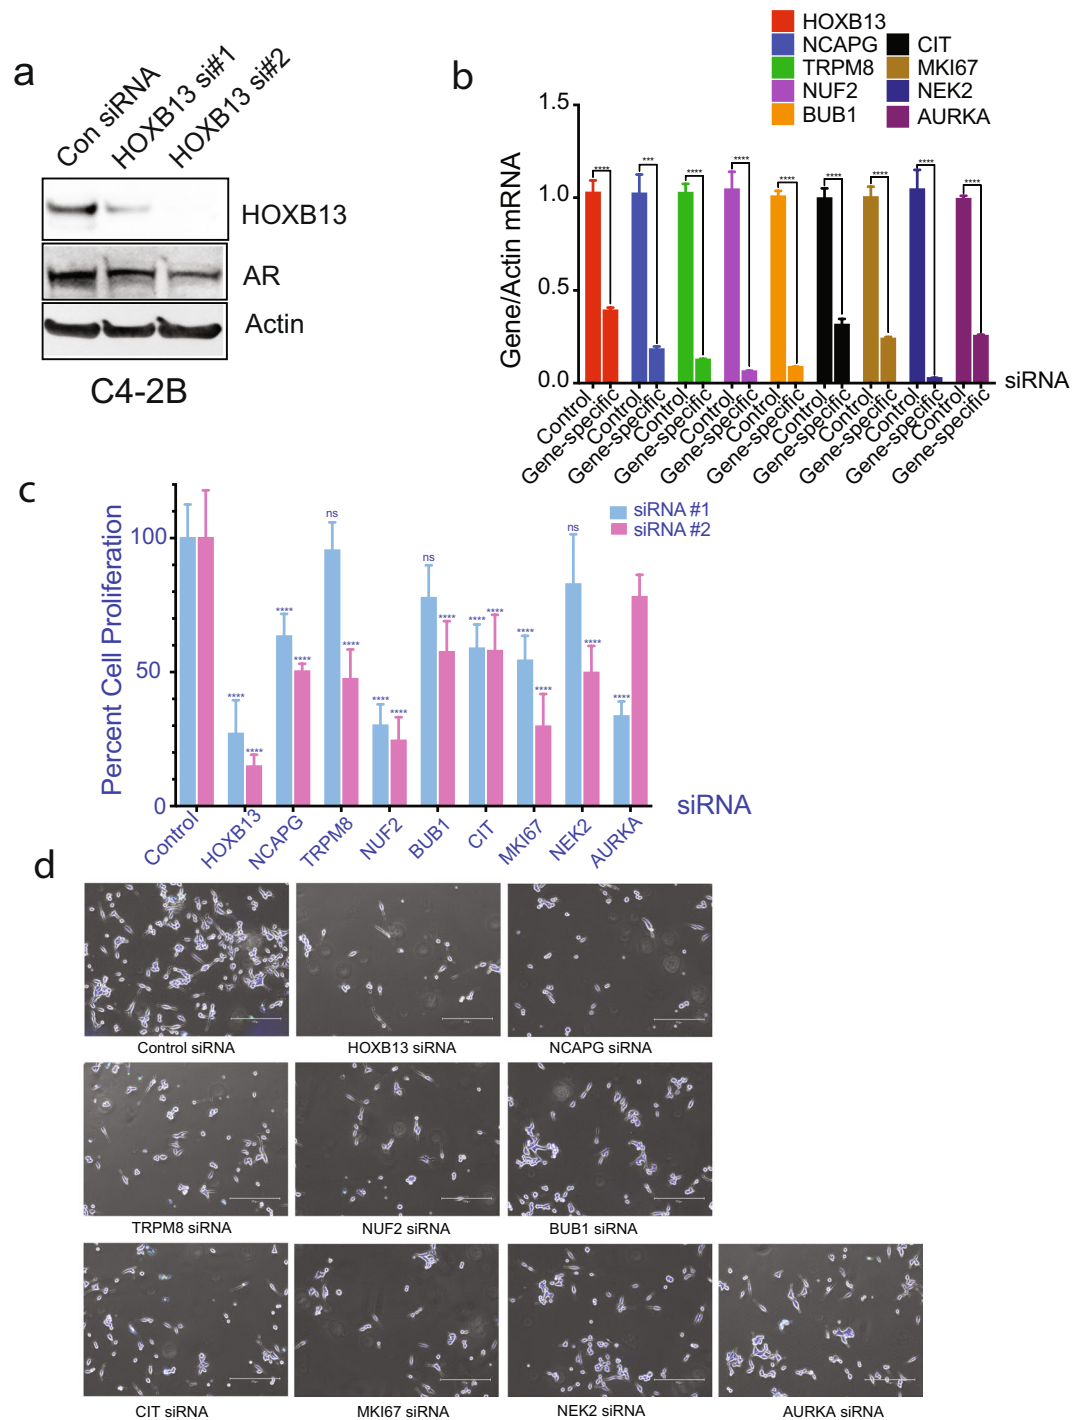 a
Con siRNA
HOXB13 si#1
HOXB13 si#2
HOXB13
AR
Actin
C4-2B
b
HOXB13
NCAPG
TRPM8
NUF2
BUB1
CIT
MKI67
NEK2
AURKA
Gene/Actin mRNA
1.5
1.0
0.5
0.0
**** *** **** **** **** **** **** **** ****
Control
Gene-specific
Control
Gene-specific
Control
Gene-specific
Control
Gene-specific
Control
Gene-specific
Control
Gene-specific
Control
Gene-specific
Control
Gene-specific
Control
Gene-specific
siRNA
c
siRNA #1
siRNA #2
Percent Cell Proliferation
100
50
0
**** **** **** **** ns **** **** **** ns **** **** **** **** **** ns **** ****
Control
HOXB13
NCAPG
TRPM8
NUF2
BUB1
CIT
MKI67
NEK2
AURKA
siRNA
d
Control siRNA
HOXB13 siRNA
NCAPG siRNA
TRPM8 siRNA
NUF2 siRNA
BUB1 siRNA
CIT siRNA
MKI67 siRNA
NEK2 siRNA
AURKA siRNA